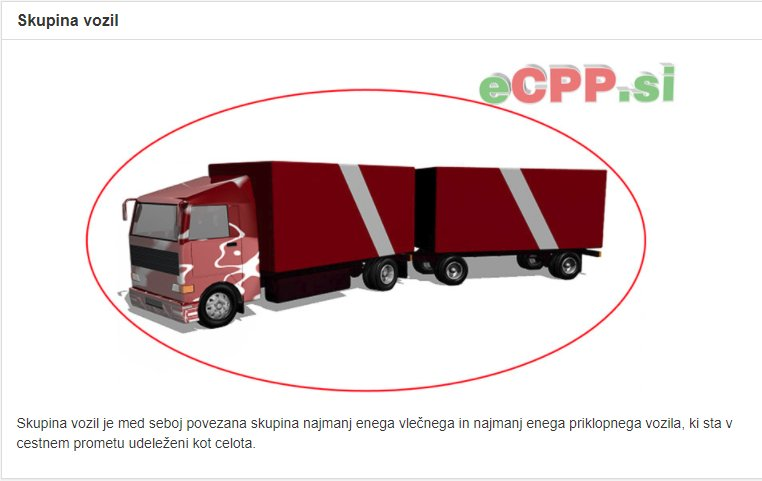 Skupina vozil
eCPP.si
Skupina vozil je med seboj povezana skupina najmanj enega vlečnega in najmanj enega priklopnega vozila, ki sta v
cestnem prometu udeleženi kot celota.